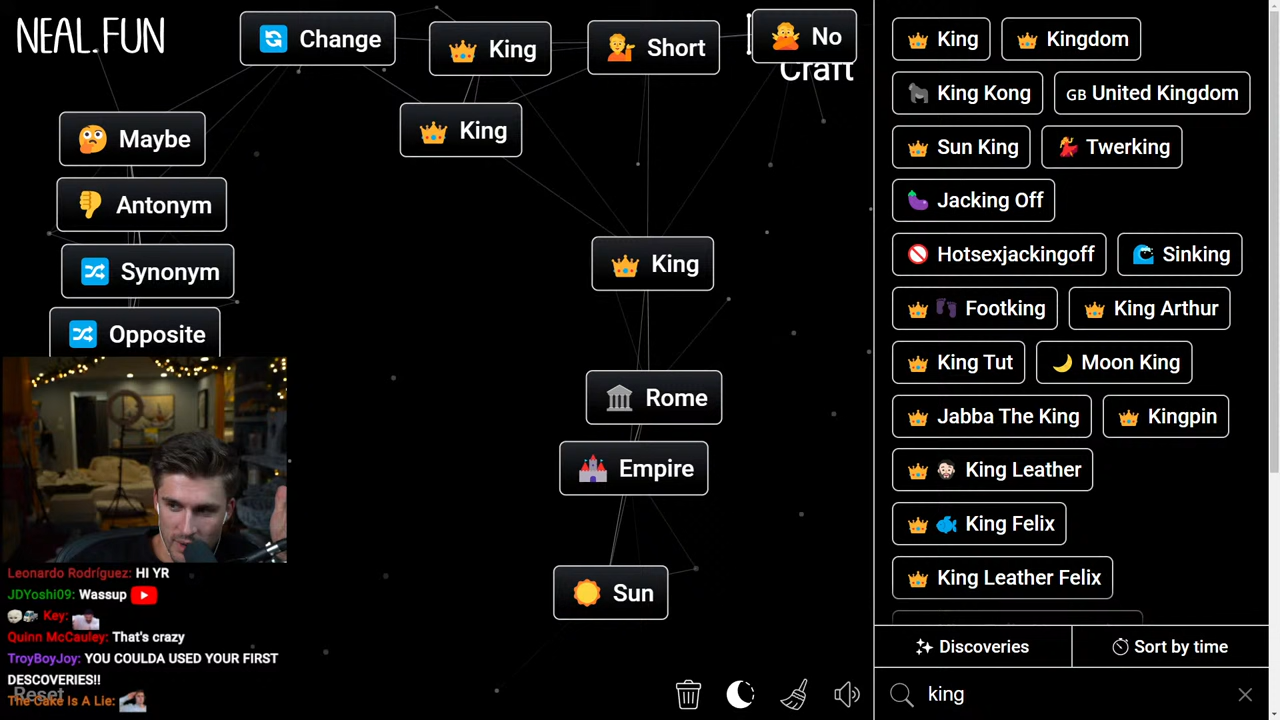 NEAL.FUN
Change
King
Short
No
Craft
Maybe
King
Antonym
Synonym
King
Opposite
Rome
Empire
Sun
King
Kingdom
King Kong
GB United Kingdom
Sun King
Twerking
Jacking Off
Hotsexjackingoff
Sinking
Footking
King Arthur
King Tut
Moon King
Jabba The King
Kingpin
King Leather
King Felix
King Leather Felix
Discoveries
Sort by time
king
Leonardo Rodríguez: HI YR
JDYoshi09: Wassup
Key:
Quinn McCauley: That's crazy
TroyBoyJoy: YOU COULDA USED YOUR FIRST
DESCOVERIES!!
The Cake Is A Lie:
Reset